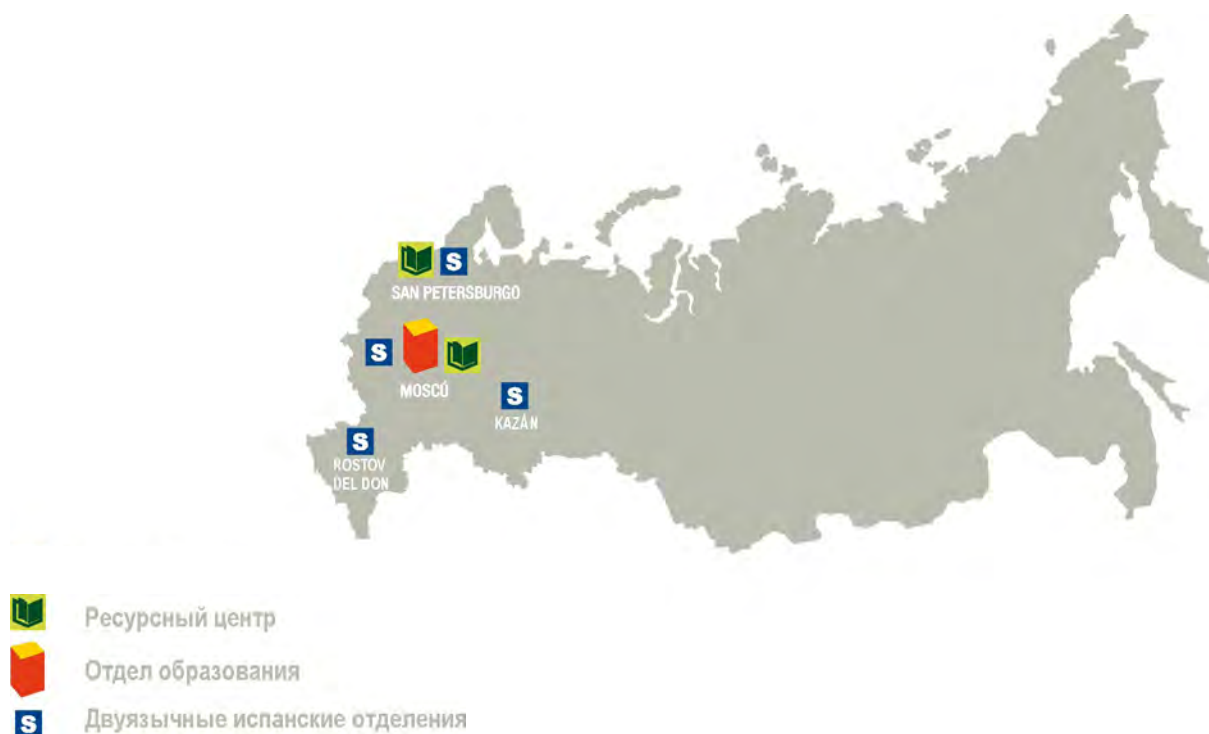 S
SAN PETERSBURGO
S
MOSCÚ
S
KAZÁN
S
ROSTOV
DEL DON
Ресурсный центр
Отдел образования
S Двуязычные испанские отделения